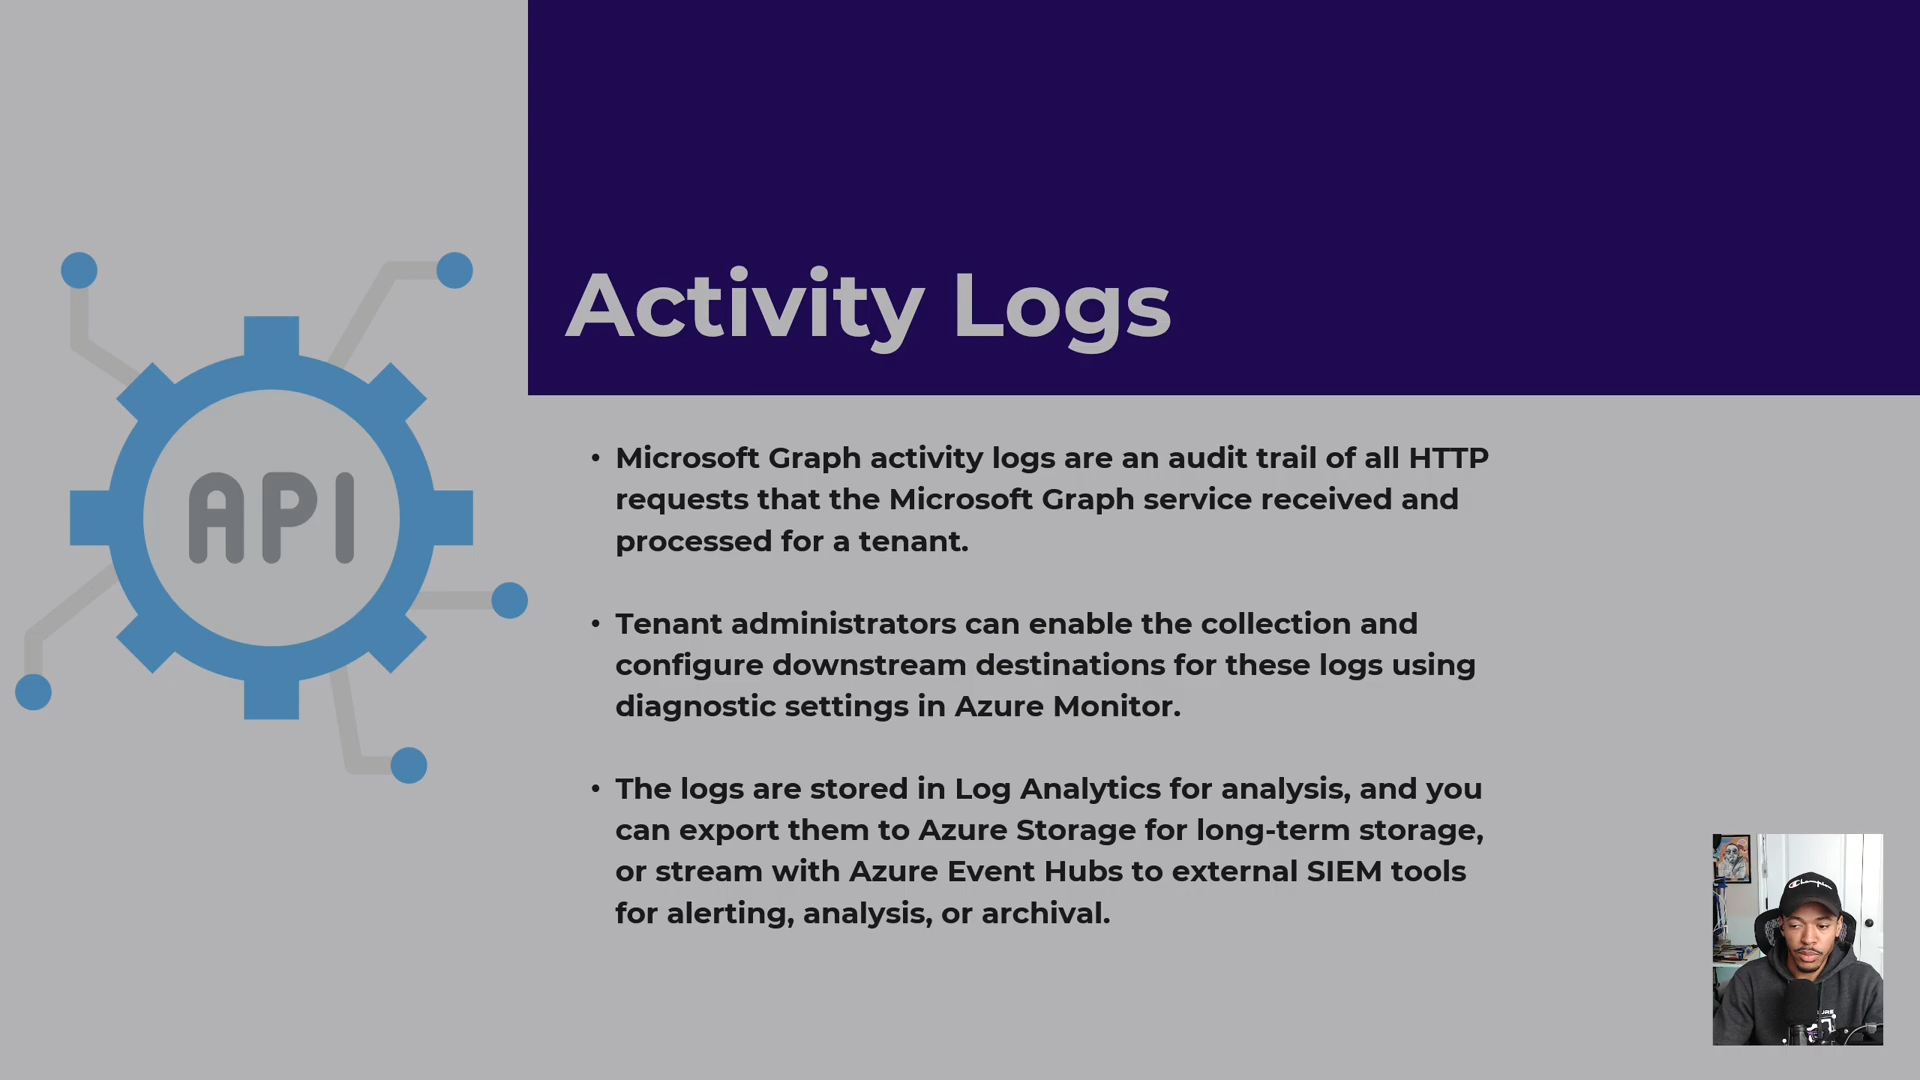 Activity Logs
API
• Microsoft Graph activity logs are an audit trail of all HTTP
requests that the Microsoft Graph service received and
processed for a tenant.
• Tenant administrators can enable the collection and
configure downstream destinations for these logs using
diagnostic settings in Azure Monitor.
• The logs are stored in Log Analytics for analysis, and you
can export them to Azure Storage for long-term storage,
or stream with Azure Event Hubs to external SIEM tools
for alerting, analysis, or archival.
Champion